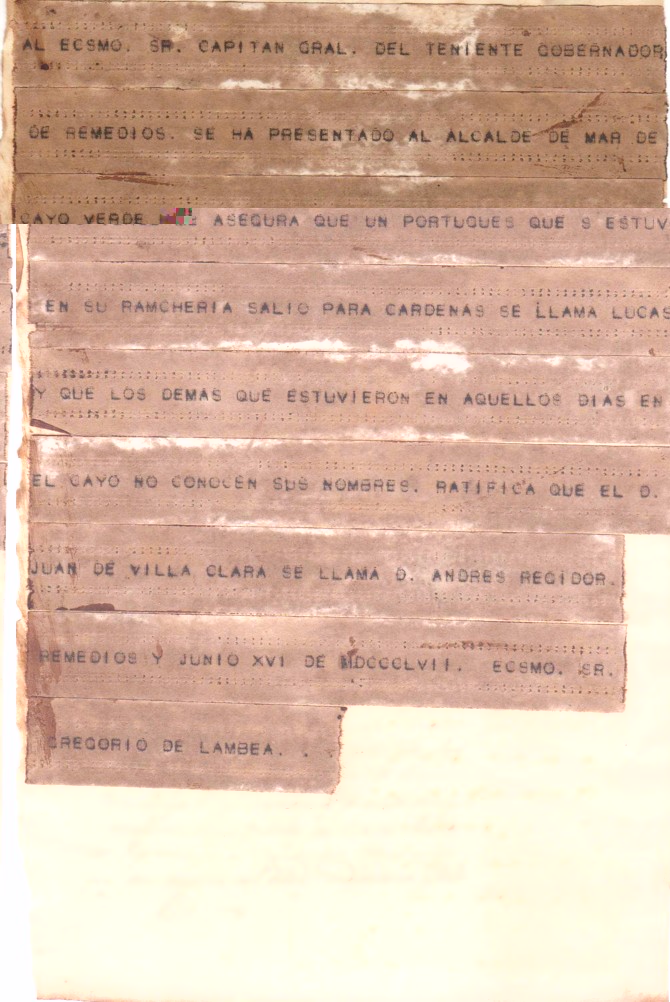 AL ECSMO. SR. CAPITAN GRAL. DEL TENIENTE GOBERNADOR
DE REMEDIOS. SE HA PRESENTADO AL ALCALDE DE MAR DE
CAYO VERDE ASEGURA QUE UN PORTUGUES QUE S ESTUV
EN SU RAMCHERIA SALIO PARA CARDENAS SE LLAMA LUCAS
Y QUE LOS DEMAS QUE ESTUVIERON EN AQUELLOS DIAS EN
EL CAYO NO CONOCEN SUS NOMBRES. RATIFICA QUE EL D.
JUAN DE VILLA CLARA SE LLAMA D. ANDRES REGIDOR.
REMEDIOS Y JUNIO XVI DE MDCCCLVII. ECSMO. SR.
GREGORIO DE LAMBEA. . .